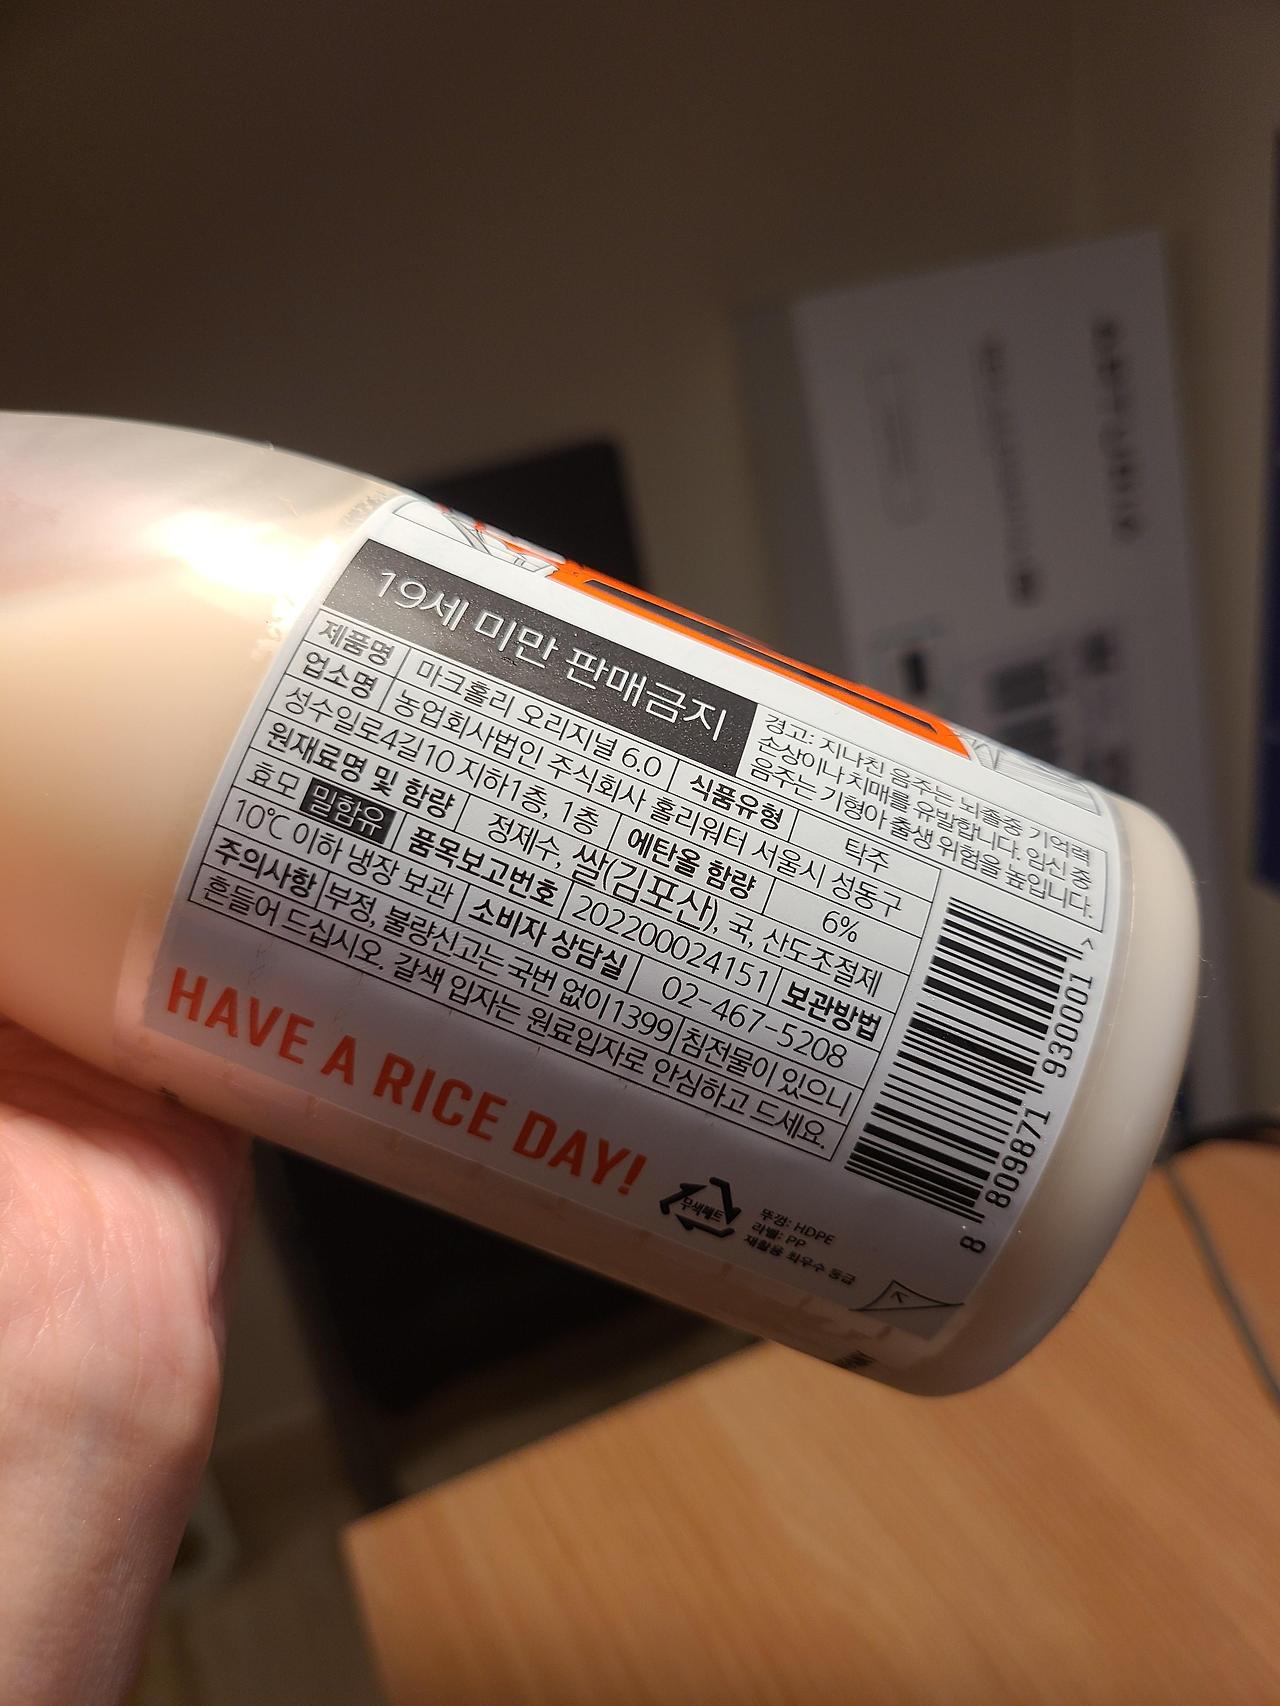 19세 미만 판매금지
경고: 지나친 음주는 뇌졸중 기억력
손상이나 치매를 유발합니다. 임신 중
음주는 기형아 출생 위험을 높입니다.
제품명 마크홀리 오리지널 6.0 식품유형 탁주
업소명 농업회사법인 주식회사 홀리워터 서울시 성동구
성수일로4길10 지하1층, 1층 에탄올 함량 6%
원재료명 및 함량 정제수, 쌀(김포산), 국, 산도조절제
효모 밀함유 품목보고번호 202200024151 보관방법
10℃ 이하 냉장 보관 소비자 상담실 02-467-5208
주의사항 부정, 불량신고는 국번 없이1399 침전물이 있으니
흔들어 드십시오. 갈색 입자는 원료입자로 안심하고 드세요.
8 809871 930001 >
HAVE A RICE DAY!
무색페트
뚜껑: HDPE
라벨: PP
재활용 최우수 등급